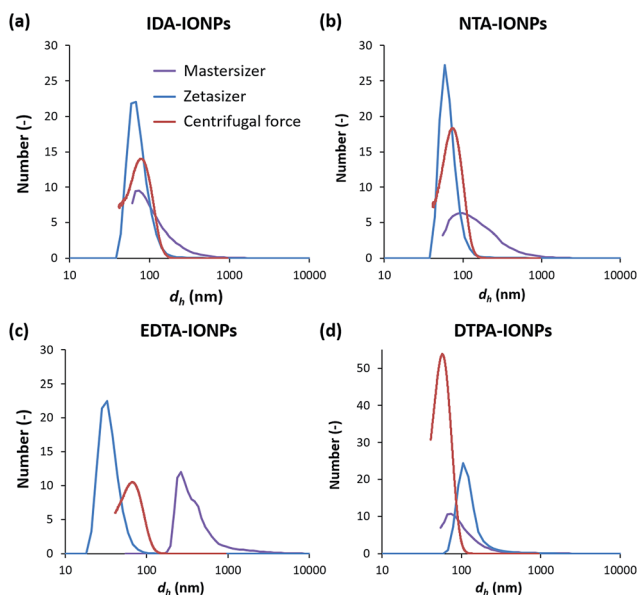 (a) IDA-IONPs
30
25
20
15
10
5
0
Number (-)
Mastersizer
Zetasizer
Centrifugal force
10 100 1000 10000
dh (nm)
(b) NTA-IONPs
30
25
20
15
10
5
0
Number (-)
10 100 1000 10000
dh (nm)
(c) EDTA-IONPs
30
25
20
15
10
5
0
Number (-)
10 100 1000 10000
dh (nm)
(d) DTPA-IONPs
50
40
30
20
10
0
Number (-)
10 100 1000 10000
dh (nm)